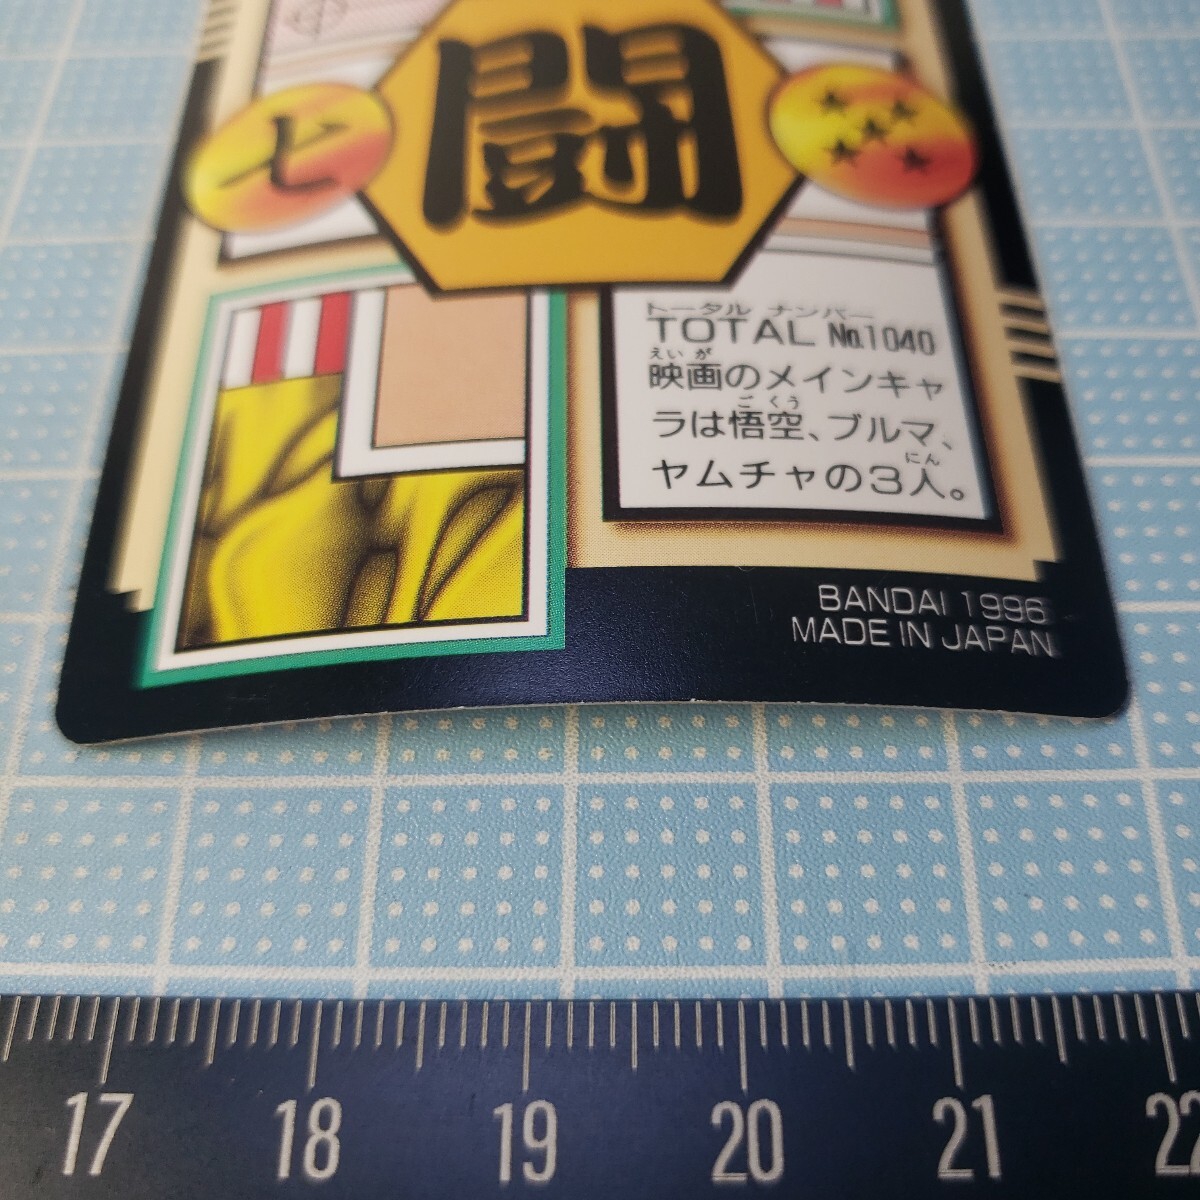 闘
七
トータル ナンバー
TOTAL No.1040
えいが
映画のメインキャ
ごくう
ラは悟空、ブルマ、
にん
ヤムチャの3人。
BANDAI 1996
MADE IN JAPAN
17 18 19 20 21 22